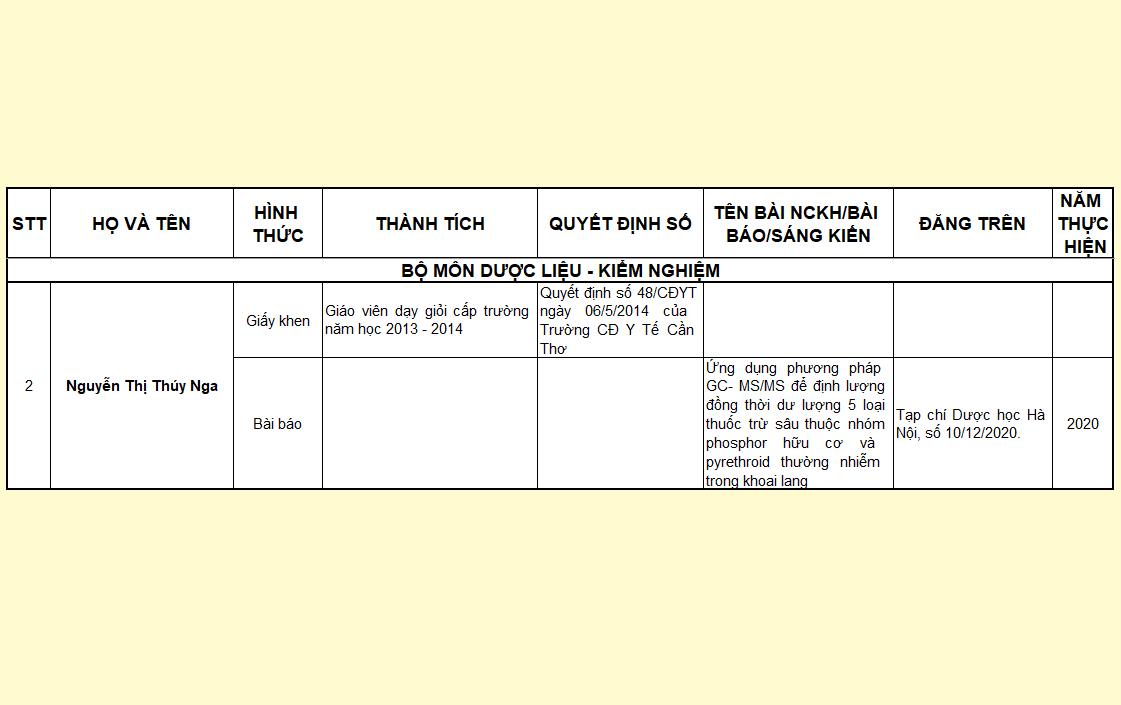 STT
HỌ VÀ TÊN
HÌNH
THỨC
THÀNH TÍCH
QUYẾT ĐỊNH SỐ
TÊN BÀI NCKH/BÀI
BÁO/SÁNG KIẾN
ĐĂNG TRÊN
NĂM
THỰC
HIỆN
BỘ MÔN DƯỢC LIỆU - KIỂM NGHIỆM
2
Nguyễn Thị Thúy Nga
Giấy khen
Giáo viên dạy giỏi cấp trường
năm học 2013 - 2014
Quyết định số 48/CĐYT
ngày 06/5/2014 của
Trường CĐ Y Tế Cần
Thơ
Bài báo
Ứng dụng phương pháp
GC- MS/MS để định lượng
đồng thời dư lượng 5 loại
thuốc trừ sâu thuộc nhóm
phosphor hữu cơ và
pyrethroid thường nhiễm
trong khoai lang
Tạp chí Dược học Hà
Nội, số 10/12/2020.
2020